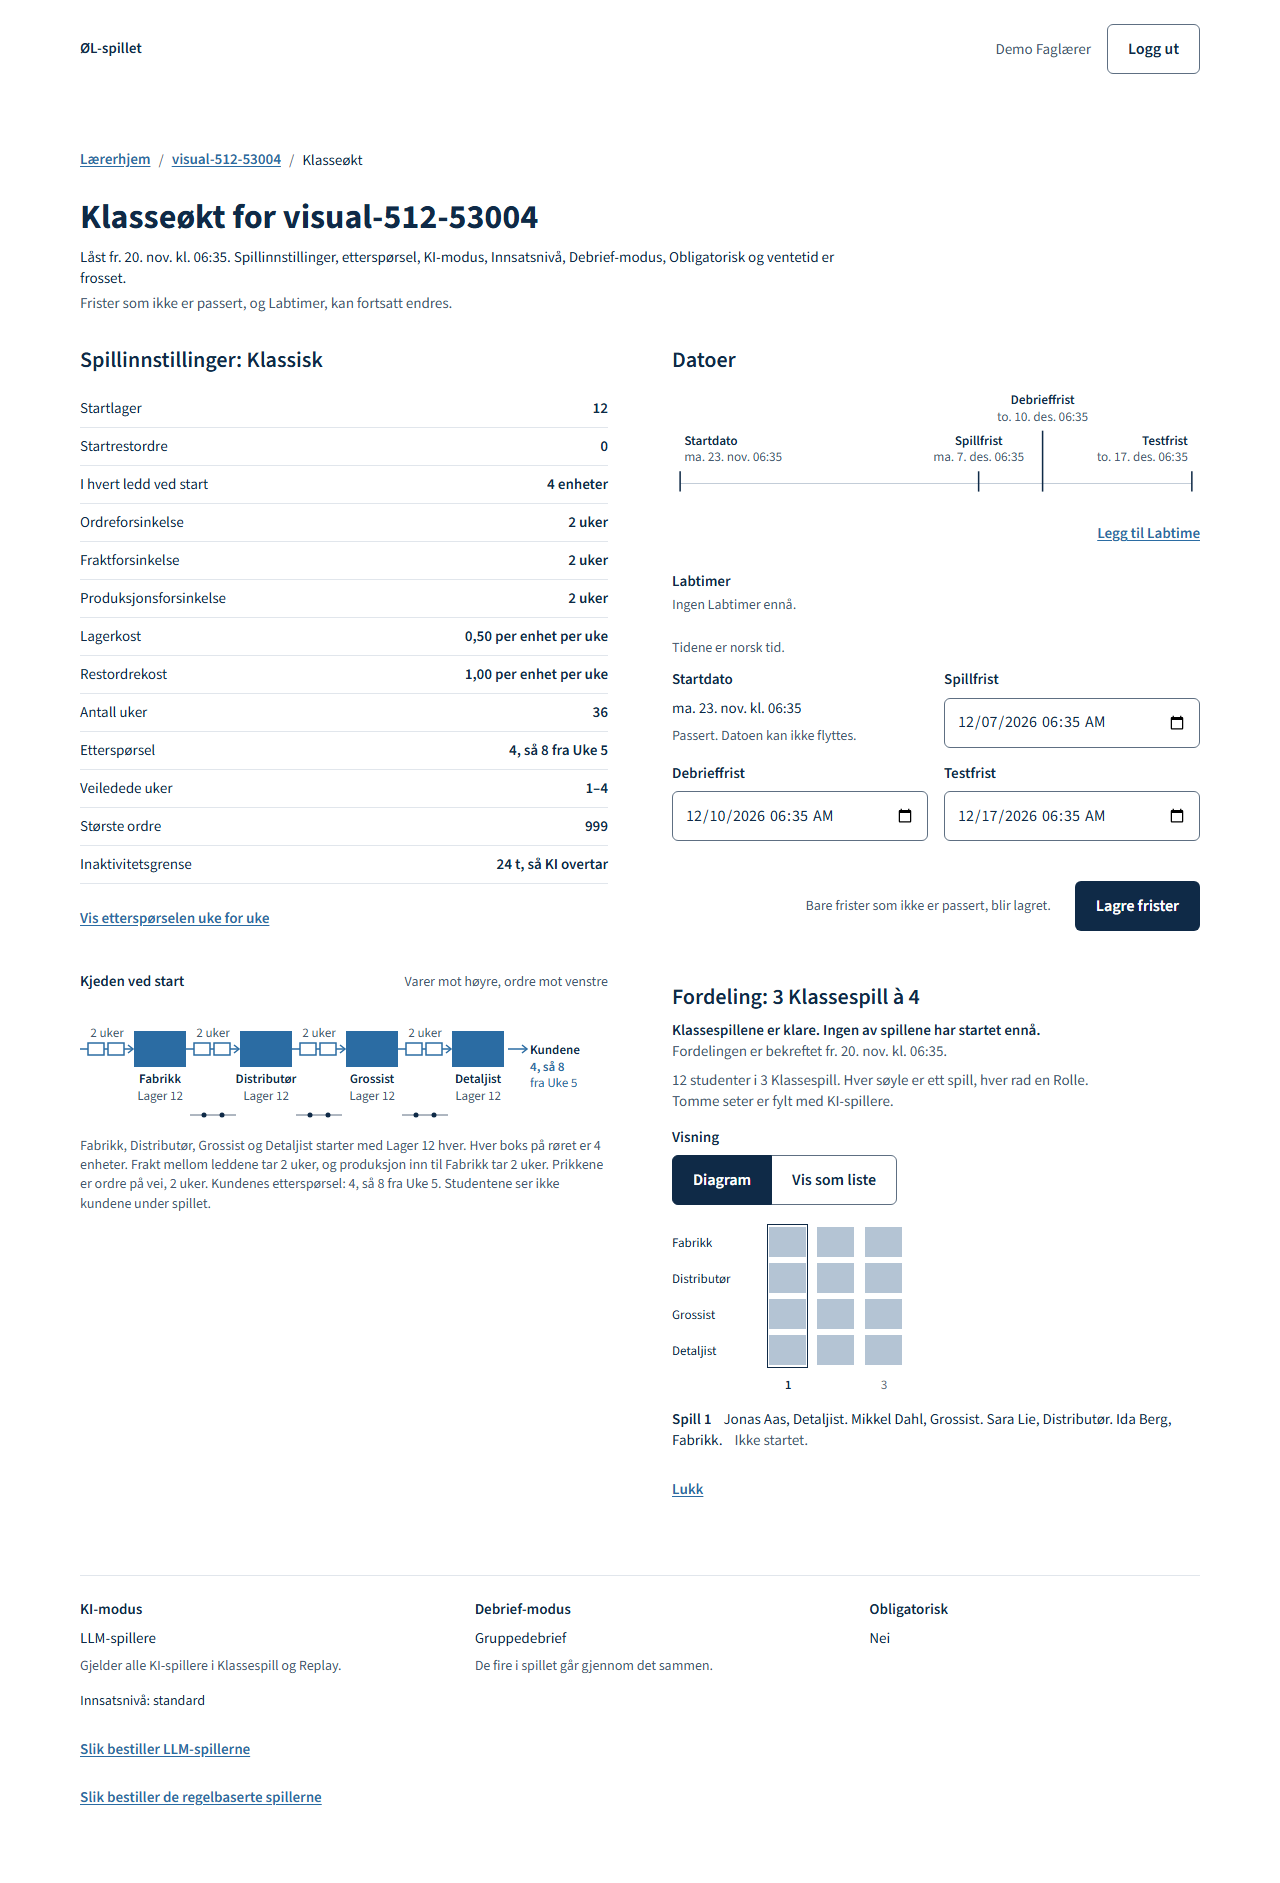 ØL-spillet
Demo Faglærer
Logg ut
Lærerhjem / visual-512-53004 / Klasseøkt
Klasseøkt for visual-512-53004
Låst fr. 20. nov. kl. 06:35. Spillinnstillinger, etterspørsel, KI-modus, Innsatsnivå, Debrief-modus, Obligatorisk og ventetid er
frosset.
Frister som ikke er passert, og Labtimer, kan fortsatt endres.
Spillinnstillinger: Klassisk
Startlager 12
Startrestordre 0
I hvert ledd ved start 4 enheter
Ordreforsinkelse 2 uker
Fraktforsinkelse 2 uker
Produksjonsforsinkelse 2 uker
Lagerkost 0,50 per enhet per uke
Restordrekost 1,00 per enhet per uke
Antall uker 36
Etterspørsel 4, så 8 fra Uke 5
Veiledede uker 1–4
Største ordre 999
Inaktivitetsgrense 24 t, så KI overtar
Vis etterspørselen uke for uke
Kjeden ved start Varer mot høyre, ordre mot venstre
2 uker 2 uker 2 uker 2 uker
Kundene
4, så 8
fra Uke 5
Fabrikk Distributør Grossist Detaljist
Lager 12 Lager 12 Lager 12 Lager 12
Fabrikk, Distributør, Grossist og Detaljist starter med Lager 12 hver. Hver boks på røret er 4
enheter. Frakt mellom leddene tar 2 uker, og produksjon inn til Fabrikk tar 2 uker. Prikkene
er ordre på vei, 2 uker. Kundenes etterspørsel: 4, så 8 fra Uke 5. Studentene ser ikke
kundene under spillet.
Datoer
Debrieffrist
to. 10. des. 06:35
Startdato Spillfrist Testfrist
ma. 23. nov. 06:35 ma. 7. des. 06:35 to. 17. des. 06:35
Legg til Labtime
Labtimer
Ingen Labtimer ennå.
Tidene er norsk tid.
Startdato
ma. 23. nov. kl. 06:35
Passert. Datoen kan ikke flyttes.
Spillfrist
12/07/2026 06:35 AM
Debrieffrist
12/10/2026 06:35 AM
Testfrist
12/17/2026 06:35 AM
Bare frister som ikke er passert, blir lagret.
Lagre frister
Fordeling: 3 Klassespill à 4
Klassespillene er klare. Ingen av spillene har startet ennå.
Fordelingen er bekreftet fr. 20. nov. kl. 06:35.
12 studenter i 3 Klassespill. Hver søyle er ett spill, hver rad en Rolle.
Tomme seter er fylt med KI-spillere.
Visning
Diagram Vis som liste
Fabrikk
Distributør
Grossist
Detaljist
1 3
Spill 1 Jonas Aas, Detaljist. Mikkel Dahl, Grossist. Sara Lie, Distributør. Ida Berg,
Fabrikk. Ikke startet.
Lukk
KI-modus
LLM-spillere
Gjelder alle KI-spillere i Klassespill og Replay.
Innsatsnivå: standard
Slik bestiller LLM-spillerne
Slik bestiller de regelbaserte spillerne
Debrief-modus
Gruppedebrief
De fire i spillet går gjennom det sammen.
Obligatorisk
Nei